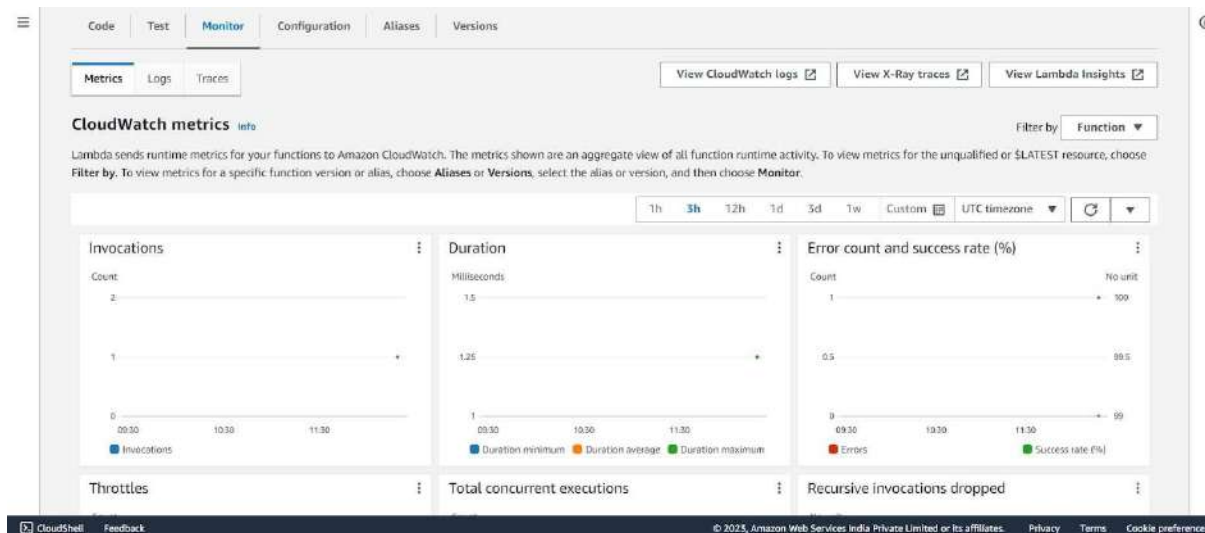 Code Test Monitor Configuration Aliases Versions
Metrics Logs Traces View CloudWatch logs View X-Ray traces View Lambda Insights
CloudWatch metrics Info Filter by Function
Lambda sends runtime metrics for your functions to Amazon CloudWatch. The metrics shown are an aggregate view of all function runtime activity. To view metrics for the unqualified or $LATEST resource, choose
Filter by. To view metrics for a specific function version or alias, choose Aliases or Versions, select the alias or version, and then choose Monitor.
1h 3h 12h 1d 3d 1w Custom UTC timezone
Invocations
Count
2
1
0
09:30 10:30 11:30
Invocations
Duration
Milliseconds
1.5
1.25
1
09:30 10:30 11:30
Duration minimum Duration average Duration maximum
Error count and success rate (%)
Count No unit
1 100
0.5 99.5
0 99
09:30 10:30 11:30
Errors Success rate (%)
Throttles
Total concurrent executions
Recursive invocations dropped
CloudShell Feedback © 2023, Amazon Web Services India Private Limited or its affiliates. Privacy Terms Cookie preference